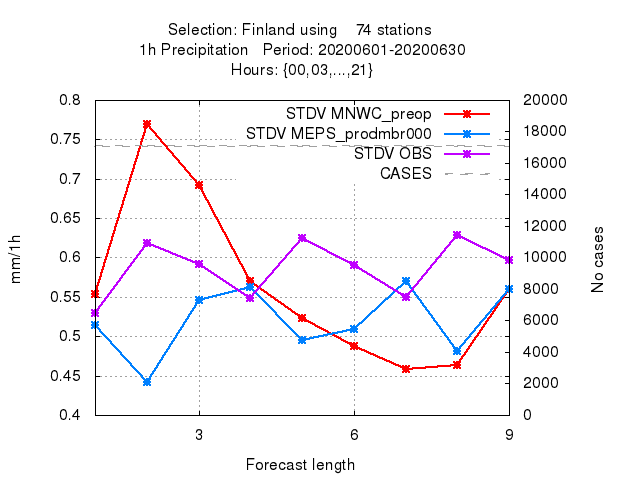 Selection: Finland using    74 stations
1h Precipitation   Period: 20200601-20200630
Hours: {00,03,...,21}
STDV MNWC_preop
STDV MEPS_prodmbr000
STDV OBS
CASES
0.8
0.75
0.7
0.65
0.6
0.55
0.5
0.45
0.4
mm/1h
20000
18000
16000
14000
12000
10000
8000
6000
4000
2000
0
No cases
3 6 9
Forecast length